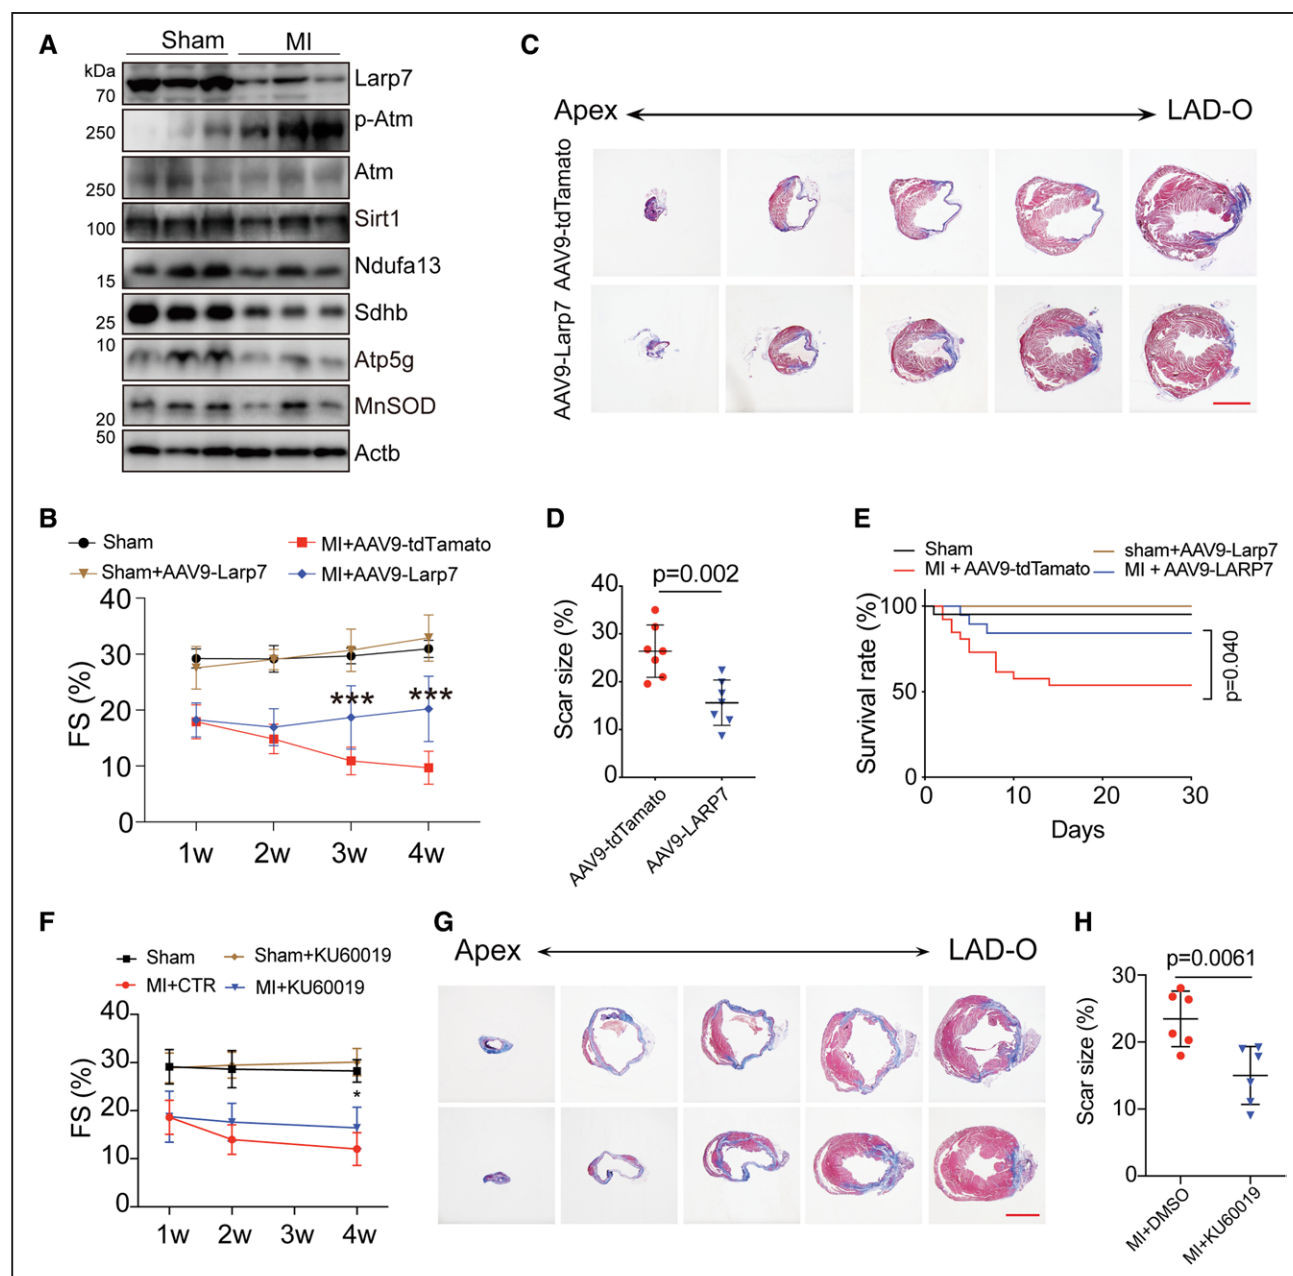 A
Sham MI
kDa
70 Larp7
250 p-Atm
250 Atm
100 Sirt1
15 Ndufa13
25 Sdhb
10 Atp5g
20 MnSOD
50 Actb
B
Sham
MI+AAV9-tdTamato
Sham+AAV9-Larp7
MI+AAV9-Larp7
FS (%)
40
30
20
10
0
*** ***
1w 2w 3w 4w
C
Apex LAD-O
AAV9-tdTamato
AAV9-Larp7
D
p=0.002
Scar size (%)
40
30
20
10
0
AAV9-tdTamato
AAV9-LARP7
E
Sham
sham+AAV9-Larp7
MI + AAV9-tdTamato
MI + AAV9-LARP7
Survival rate (%)
100
50
0
p=0.040
0 10 20 30
Days
F
Sham
Sham+KU60019
MI+CTR
MI+KU60019
FS (%)
40
30
20
10
0
*
1w 2w 3w 4w
G
Apex LAD-O
H
p=0.0061
Scar size (%)
30
20
10
0
MI+DMSO
MI+KU60019